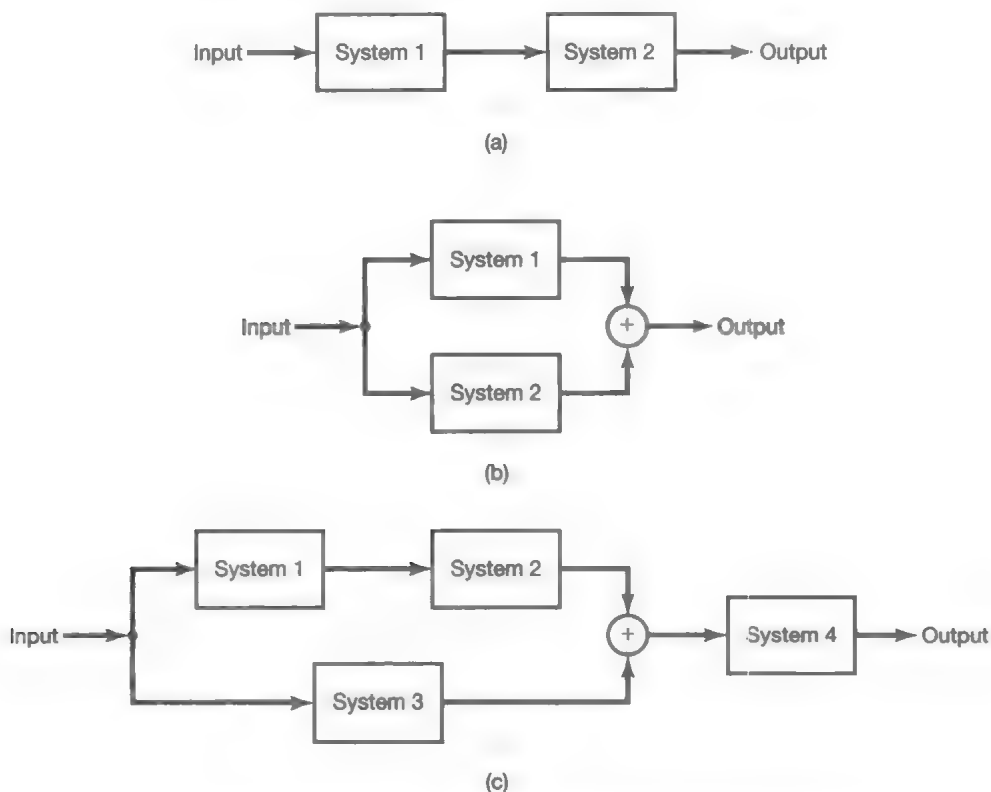 Input System 1 System 2 Output
(a)
System 1
Input + Output
System 2
(b)
System 1 System 2
Input + System 4 Output
System 3
(c)